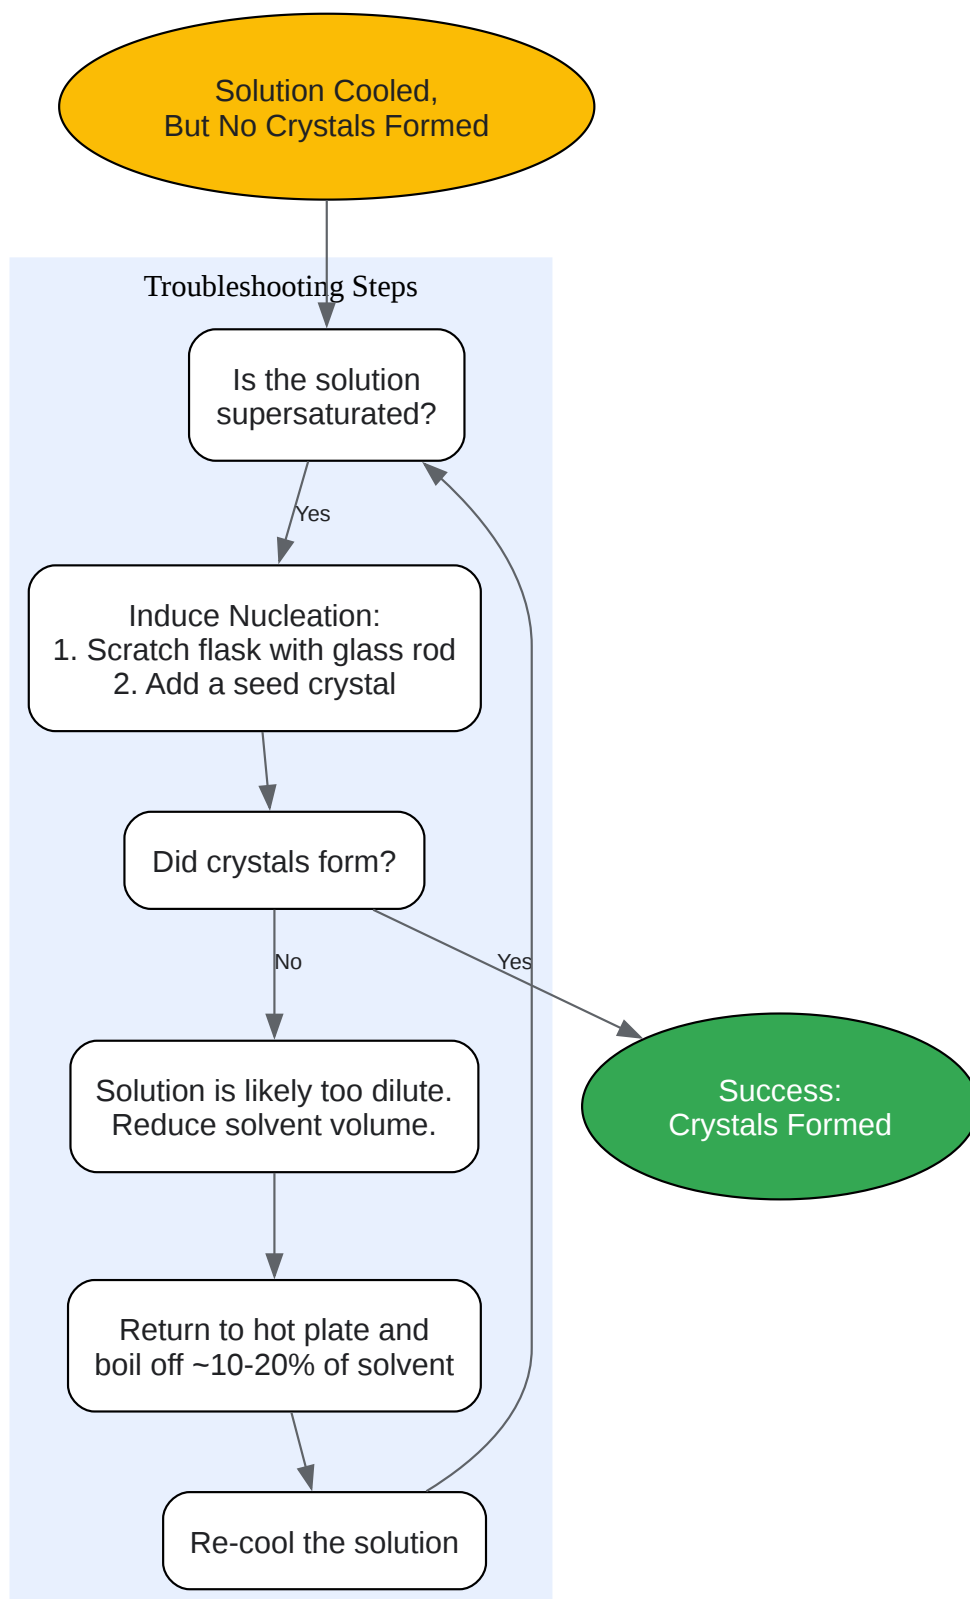 Solution Cooled,
But No Crystals Formed
Troubleshooting Steps
Is the solution
supersaturated?
Yes
Induce Nucleation:
1. Scratch flask with glass rod
2. Add a seed crystal
Did crystals form?
No
Yes
Solution is likely too dilute.
Reduce solvent volume.
Success:
Crystals Formed
Return to hot plate and
boil off ~10-20% of solvent
Re-cool the solution